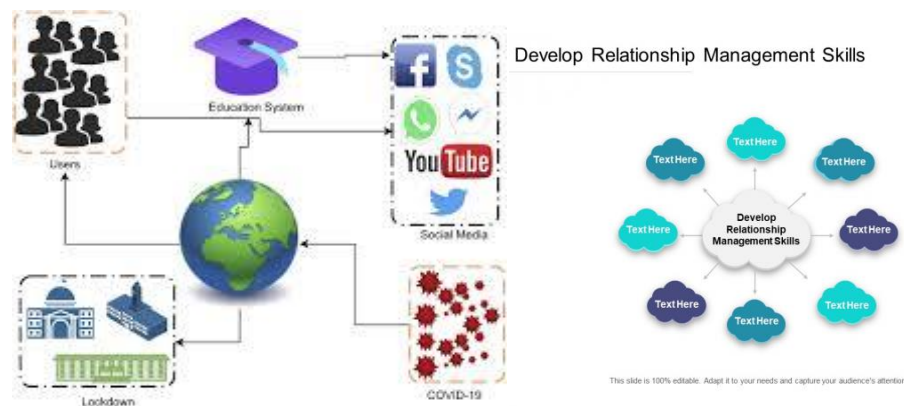 Users
Education System
f
S
You Tube
Social Media
Lockdown
COVID-19
Develop Relationship Management Skills
Text Here
Text Here
Text Here
Text Here
Develop
Relationship
Management Skills
Text Here
Text Here
Text Here
Text Here
This slide is 100% editable. Adapt it to your needs and capture your audience's attention